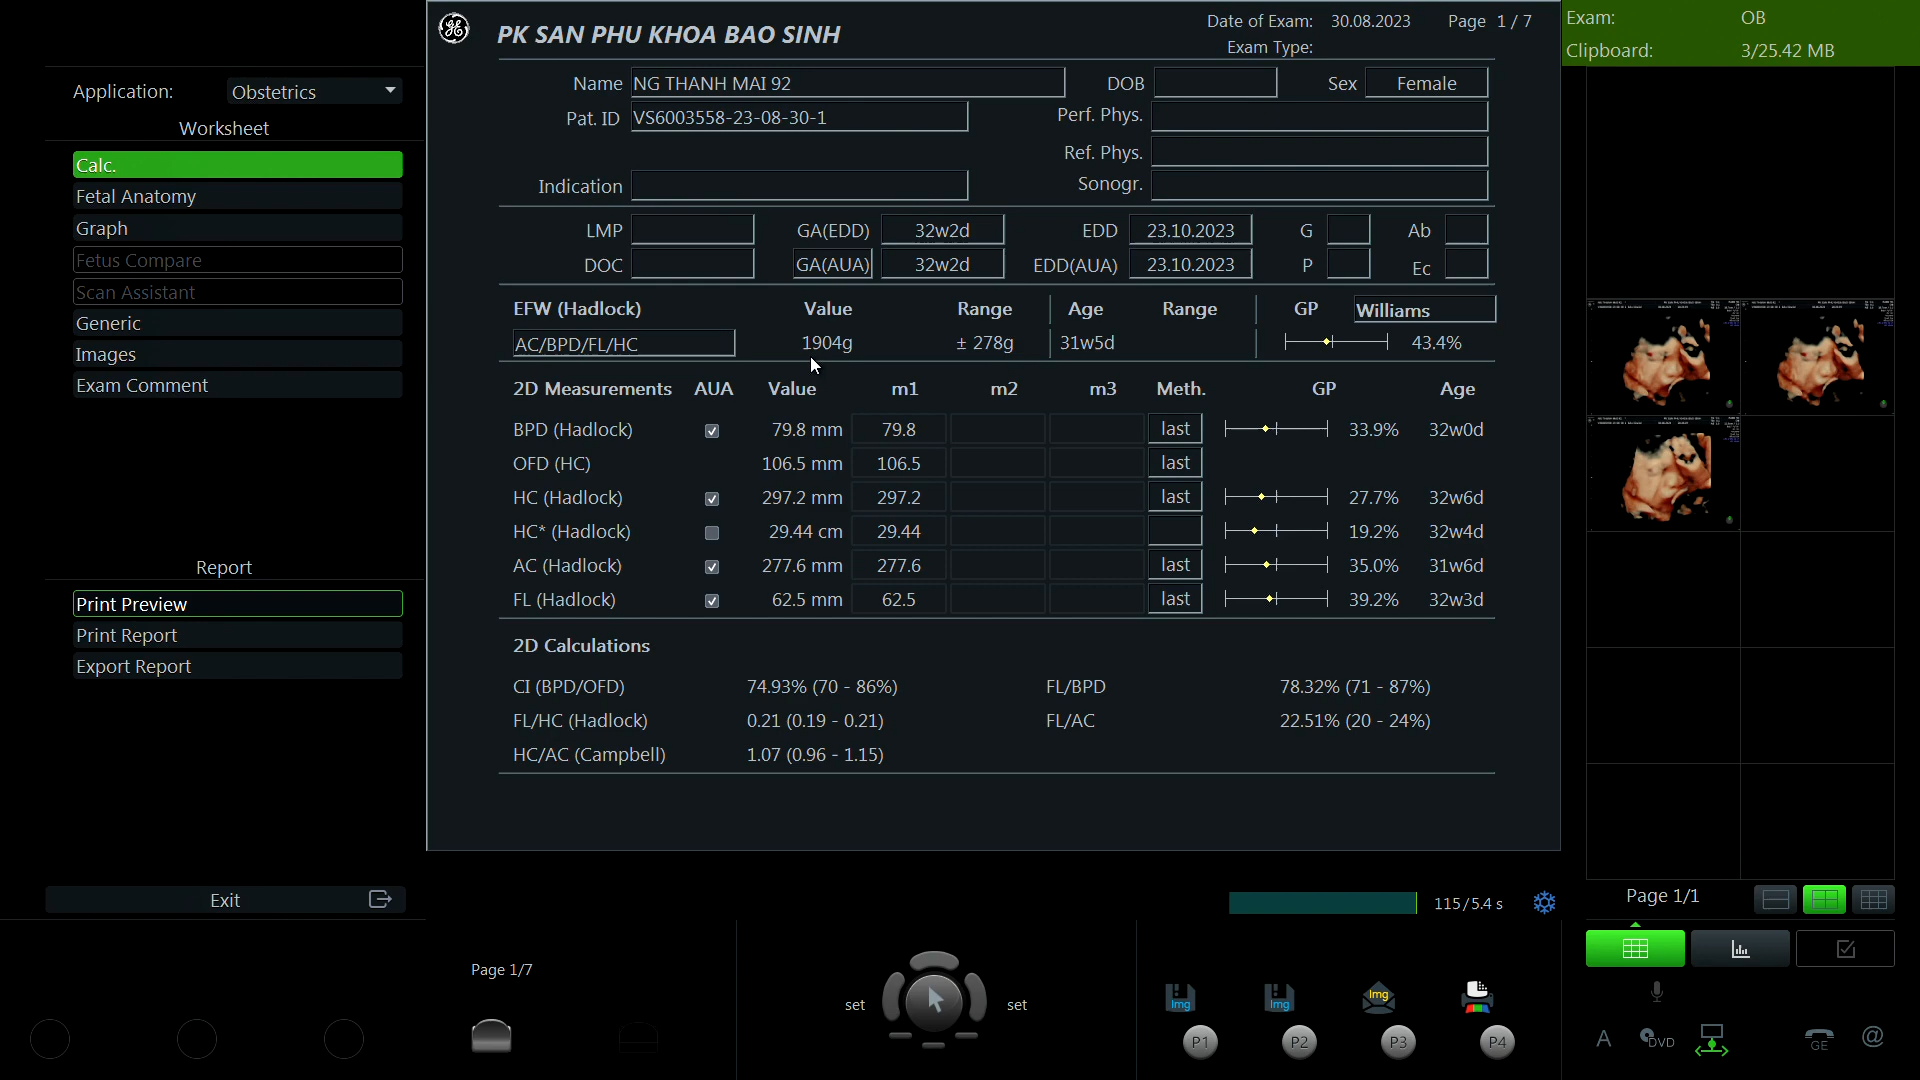 PK SAN PHU KHOA BAO SINH
Date of Exam: 30.08.2023 Page 1 / 7
Exam Type:
Exam: OB
Clipboard: 3/25.42 MB
Application: Obstetrics
Worksheet
Calc.
Fetal Anatomy
Graph
Fetus Compare
Scan Assistant
Generic
Images
Exam Comment
Report
Print Preview
Print Report
Export Report
Exit
Name NG THANH MAI 92 DOB Sex Female
Pat. ID VS6003558-23-08-30-1 Perf. Phys.
Ref. Phys.
Indication Sonogr.
LMP GA(EDD) 32w2d EDD 23.10.2023 G Ab
DOC GA(AUA) 32w2d EDD(AUA) 23.10.2023 P Ec
EFW (Hadlock) Value Range Age Range GP Williams
AC/BPD/FL/HC 1904g ± 278g 31w5d 43.4%
2D Measurements AUA Value m1 m2 m3 Meth. GP Age
BPD (Hadlock) 79.8 mm 79.8 last 33.9% 32w0d
OFD (HC) 106.5 mm 106.5 last
HC (Hadlock) 297.2 mm 297.2 last 27.7% 32w6d
HC* (Hadlock) 29.44 cm 29.44 19.2% 32w4d
AC (Hadlock) 277.6 mm 277.6 last 35.0% 31w6d
FL (Hadlock) 62.5 mm 62.5 last 39.2% 32w3d
2D Calculations
CI (BPD/OFD) 74.93% (70 - 86%) FL/BPD 78.32% (71 - 87%)
FL/HC (Hadlock) 0.21 (0.19 - 0.21) FL/AC 22.51% (20 - 24%)
HC/AC (Campbell) 1.07 (0.96 - 1.15)
115/5.4 s
Page 1/1
Page 1/7
set set
Img Img Img
P1 P2 P3 P4
A DVD GE @